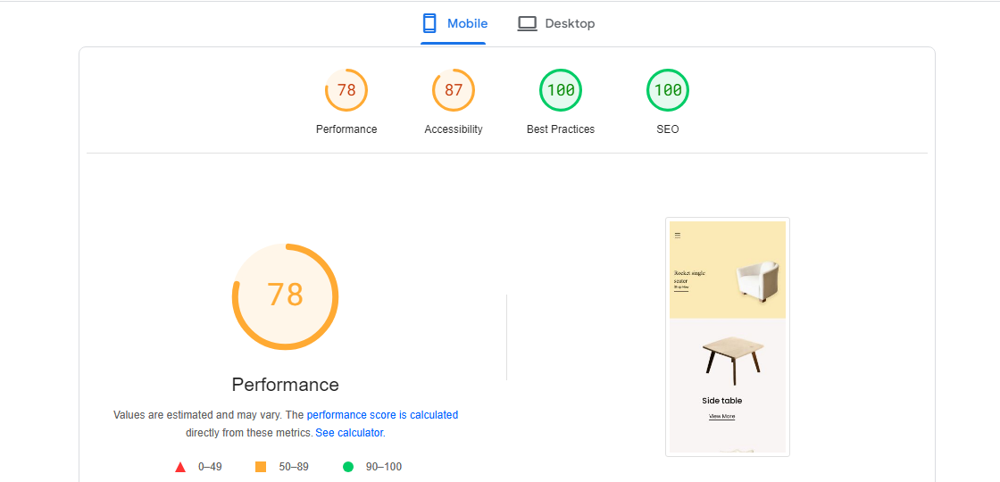 Mobile Desktop
78 87 100 100
Performance Accessibility Best Practices SEO
78
Performance
Values are estimated and may vary. The performance score is calculated
directly from these metrics. See calculator.
0–49 50–89 90–100
Rocket single
seater
Shop Now
Side table
View More